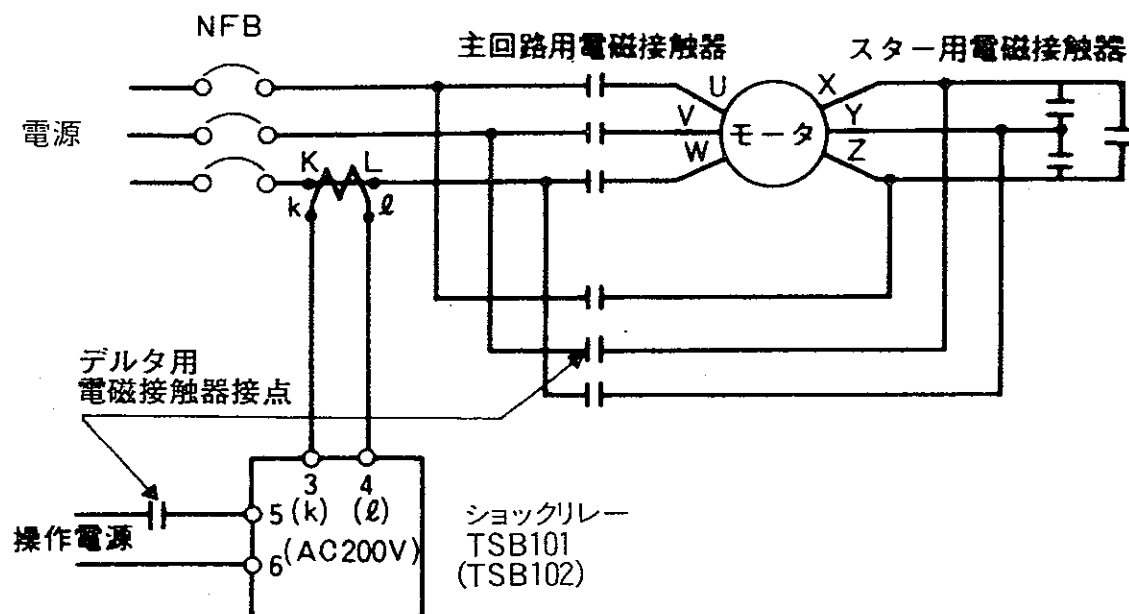 NFB
主回路用電磁接触器
スター用電磁接触器
U
X
V
Y
電源
モータ
W
Z
K
L
k
ℓ
デルタ用
電磁接触器接点
3
4
5
(k)
(ℓ)
ショックリレー
操作電源
(AC200V)
TSB101
6
(TSB102)